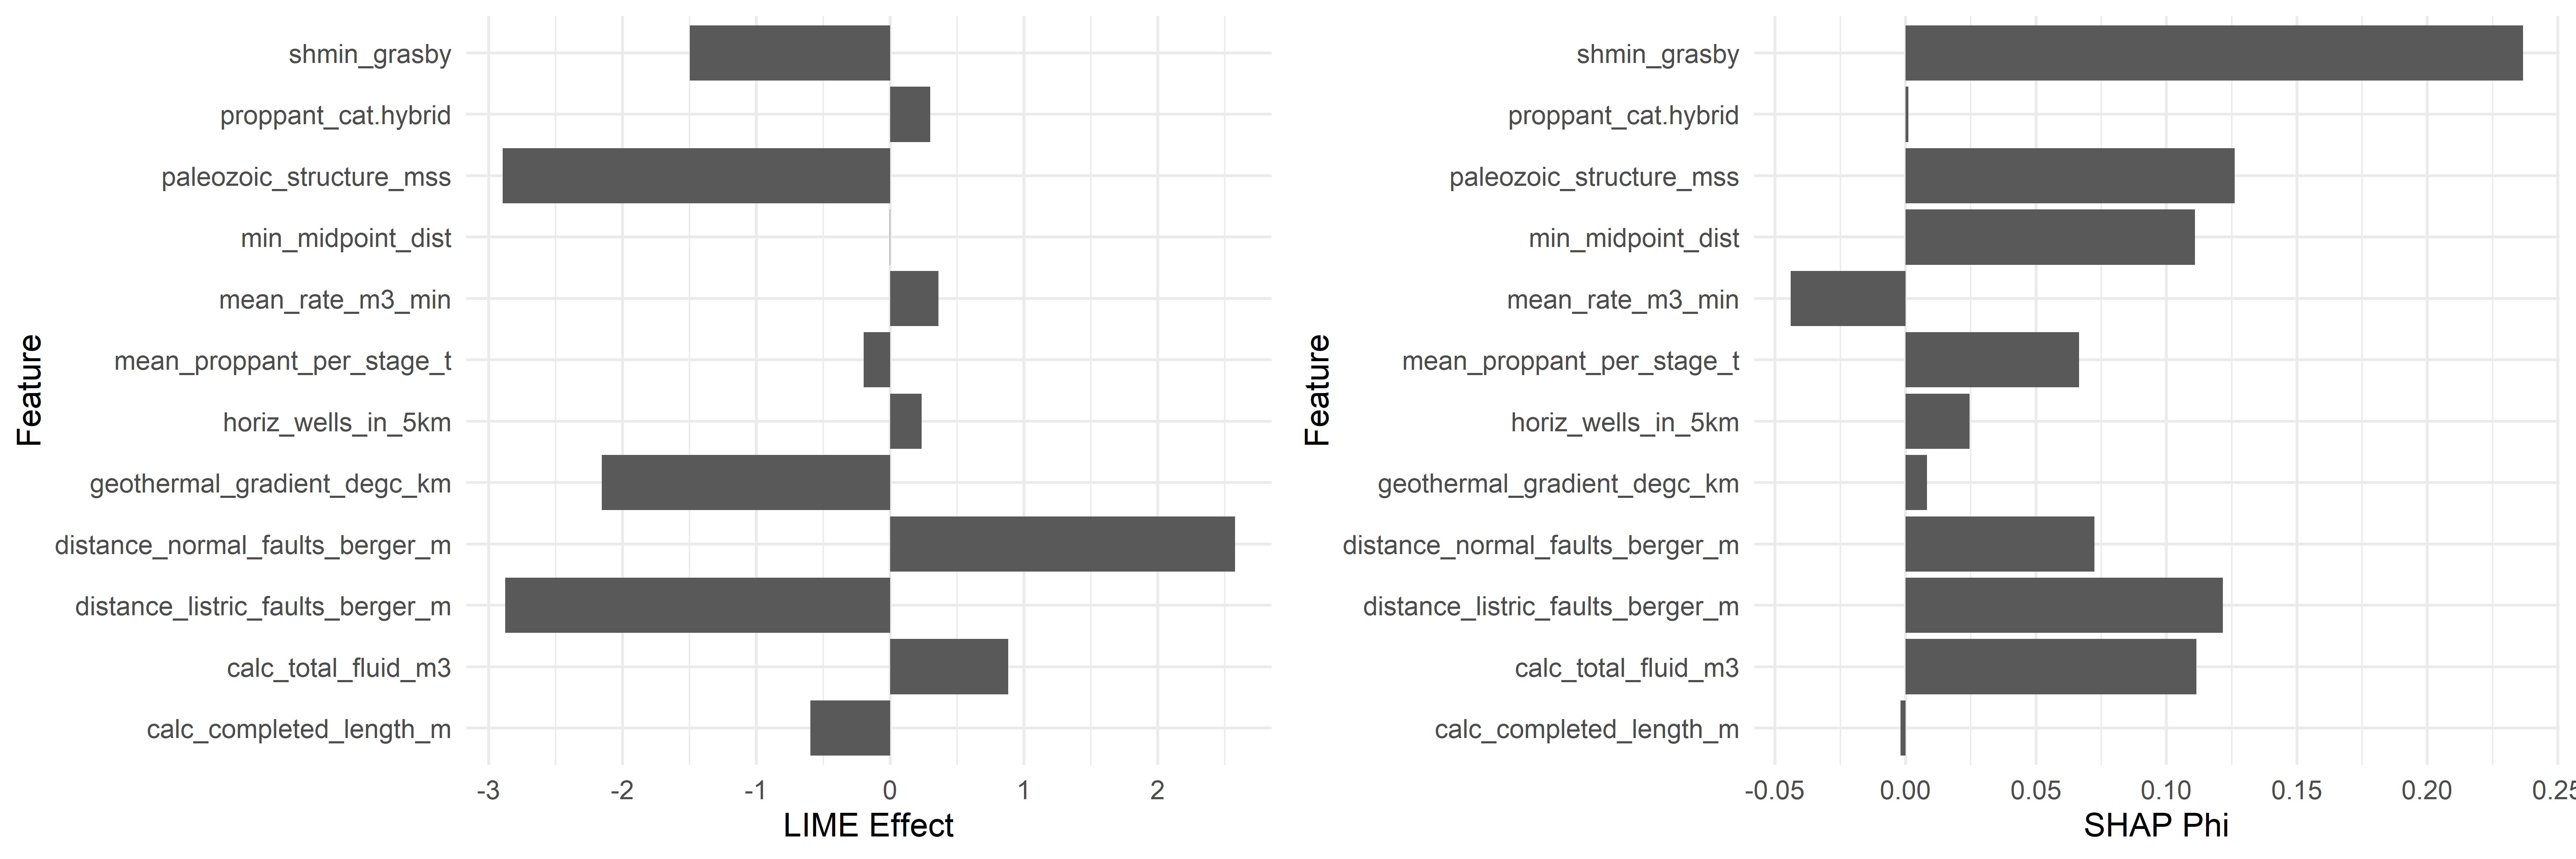 Feature
shmin_grasby
proppant_cat.hybrid
paleozoic_structure_mss
min_midpoint_dist
mean_rate_m3_min
mean_proppant_per_stage_t
horiz_wells_in_5km
geothermal_gradient_degc_km
distance_normal_faults_berger_m
distance_listric_faults_berger_m
calc_total_fluid_m3
calc_completed_length_m
-3 -2 -1 0 1 2
LIME Effect
Feature
shmin_grasby
proppant_cat.hybrid
paleozoic_structure_mss
min_midpoint_dist
mean_rate_m3_min
mean_proppant_per_stage_t
horiz_wells_in_5km
geothermal_gradient_degc_km
distance_normal_faults_berger_m
distance_listric_faults_berger_m
calc_total_fluid_m3
calc_completed_length_m
-0.05 0.00 0.05 0.10 0.15 0.20 0.25
SHAP Phi